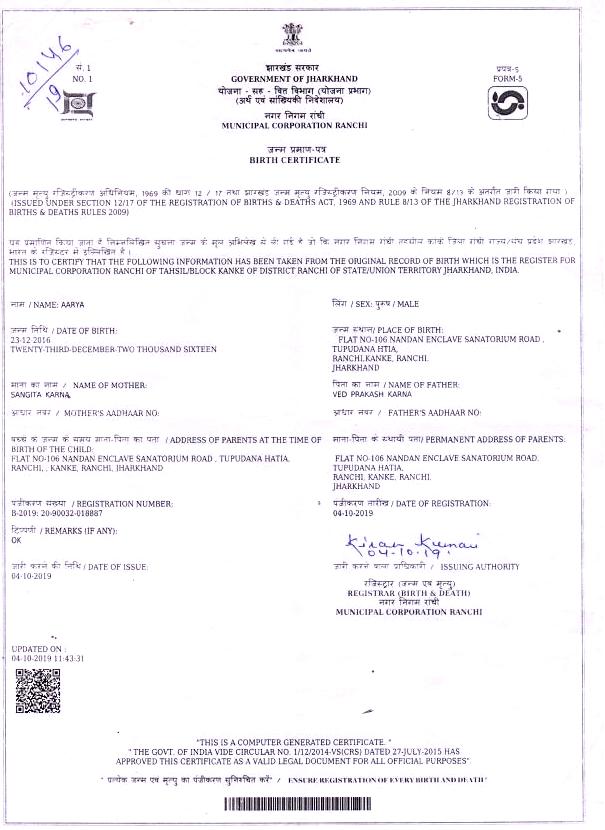 10146
19
सं. 1
NO. 1
सत्यमेव जयते
झारखंड सरकार
GOVERNMENT OF JHARKHAND
योजना - सह - वित विभाग (योजना प्रभाग)
(अर्थ एवं सांख्यिकी निदेशालय)
नगर निगम रांची
MUNICIPAL CORPORATION RANCHI
प्रपत्र-5
FORM-5
जन्म प्रमाण-पत्र
BIRTH CERTIFICATE
(जन्म मृत्यु रजिस्ट्रीकरण अधिनियम, 1969 की धारा 12 / 17 तथा झारखंड जन्म मृत्यु रजिस्ट्रीकरण नियम, 2009 के नियम 8/13 के अंतर्गत जारी किया गया )
(ISSUED UNDER SECTION 12/17 OF THE REGISTRATION OF BIRTHS & DEATHS ACT, 1969 AND RULE 8/13 OF THE JHARKHAND REGISTRATION OF
BIRTHS & DEATHS RULES 2009)
यह प्रमाणित किया जाता है निम्नलिखित सूचना जन्म के मूल अभिलेख से ली गई है जो कि नगर निगम रांची तहसील कांके जिला रांची राज्य/संघ प्रदेश झारखंड,
भारत के रजिस्टर में उल्लिखित है।
THIS IS TO CERTIFY THAT THE FOLLOWING INFORMATION HAS BEEN TAKEN FROM THE ORIGINAL RECORD OF BIRTH WHICH IS THE REGISTER FOR
MUNICIPAL CORPORATION RANCHI OF TAHSIL/BLOCK KANKE OF DISTRICT RANCHI OF STATE/UNION TERRITORY JHARKHAND, INDIA.
नाम / NAME: AARYA
लिंग / SEX: पुरुष / MALE
जन्म तिथि / DATE OF BIRTH:
23-12-2016
TWENTY-THIRD-DECEMBER-TWO THOUSAND SIXTEEN
जन्म स्थान/ PLACE OF BIRTH:
FLAT NO-106 NANDAN ENCLAVE SANATORIUM ROAD ,
TUPUDANA HTIA,
RANCHI,KANKE, RANCHI.
JHARKHAND
माता का नाम / NAME OF MOTHER:
SANGITA KARNA
पिता का नाम / NAME OF FATHER:
VED PRAKASH KARNA
आधार नंबर / MOTHER'S AADHAAR NO:
आधार नंबर / FATHER'S AADHAAR NO:
बच्चे के जन्म के समय माता-पिता का पता / ADDRESS OF PARENTS AT THE TIME OF
BIRTH OF THE CHILD:
FLAT NO-106 NANDAN ENCLAVE SANATORIUM ROAD , TUPUDANA HATIA,
RANCHI, , KANKE, RANCHI, JHARKHAND
माता-पिता के स्थायी पता/ PERMANENT ADDRESS OF PARENTS:
FLAT NO-106 NANDAN ENCLAVE SANATORIUM ROAD,
TUPUDANA HATIA,
RANCHI, KANKE, RANCHI.
JHARKHAND
पंजीकरण संख्या / REGISTRATION NUMBER:
B-2019: 20-90032-018887
पंजीकरण तारीख / DATE OF REGISTRATION:
04-10-2019
टिप्पणी / REMARKS (IF ANY):
OK
Kiran Kumari
04-10-19
जारी करने की तिथि / DATE OF ISSUE:
04-10-2019
जारी करने वाला प्राधिकारी / ISSUING AUTHORITY
रजिस्ट्रार (जन्म एवं मृत्यु)
REGISTRAR (BIRTH & DEATH)
नगर निगम रांची
MUNICIPAL CORPORATION RANCHI
UPDATED ON :
04-10-2019 11:43:31
"THIS IS A COMPUTER GENERATED CERTIFICATE. "
" THE GOVT. OF INDIA VIDE CIRCULAR NO. 1/12/2014-VS(CRS) DATED 27-JULY-2015 HAS
APPROVED THIS CERTIFICATE AS A VALID LEGAL DOCUMENT FOR ALL OFFICIAL PURPOSES"
" प्रत्येक जन्म एवं मृत्यु का पंजीकरण सुनिश्चित करें" / ENSURE REGISTRATION OF EVERY BIRTH AND DEATH "